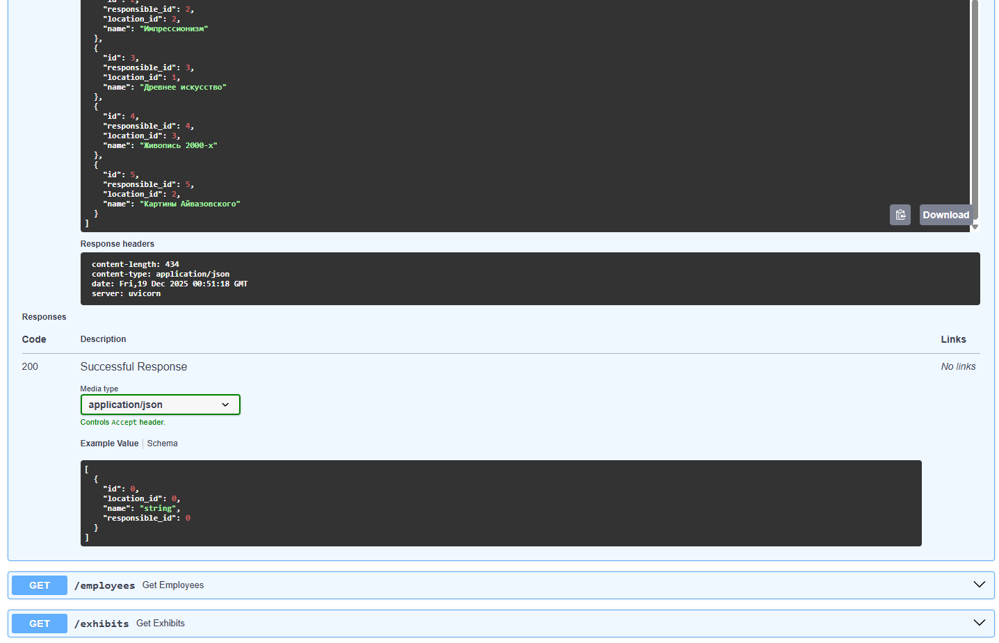 "id": 2,
"responsible_id": 2,
"location_id": 2,
"name": "Импрессионизм"
},
{
"id": 3,
"responsible_id": 3,
"location_id": 1,
"name": "Древнее искусство"
},
{
"id": 4,
"responsible_id": 4,
"location_id": 3,
"name": "Живопись 2000-х"
},
{
"id": 5,
"responsible_id": 5,
"location_id": 2,
"name": "Картины Айвазовского"
}
]
Download
Response headers
content-length: 434
content-type: application/json
date: Fri,19 Dec 2025 00:51:18 GMT
server: uvicorn
Responses
Code Description Links
200 Successful Response No links
Media type
application/json
Controls Accept header.
Example Value Schema
[
{
"id": 0,
"location_id": 0,
"name": "string",
"responsible_id": 0
}
]
GET /employees Get Employees
GET /exhibits Get Exhibits